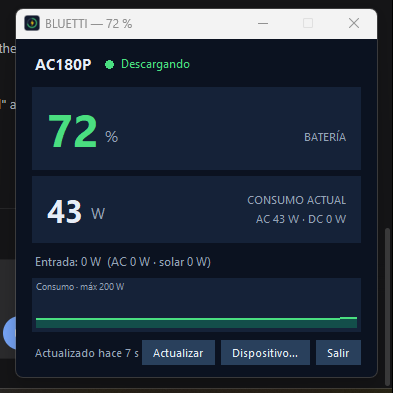 BLUETTI — 72 %
the
AC180P Descargando
" a
72 %
BATERÍA
43 W
CONSUMO ACTUAL
AC 43 W · DC 0 W
Entrada: 0 W (AC 0 W · solar 0 W)
Consumo · máx 200 W
Actualizado hace 7 s Actualizar Dispositivo... Salir